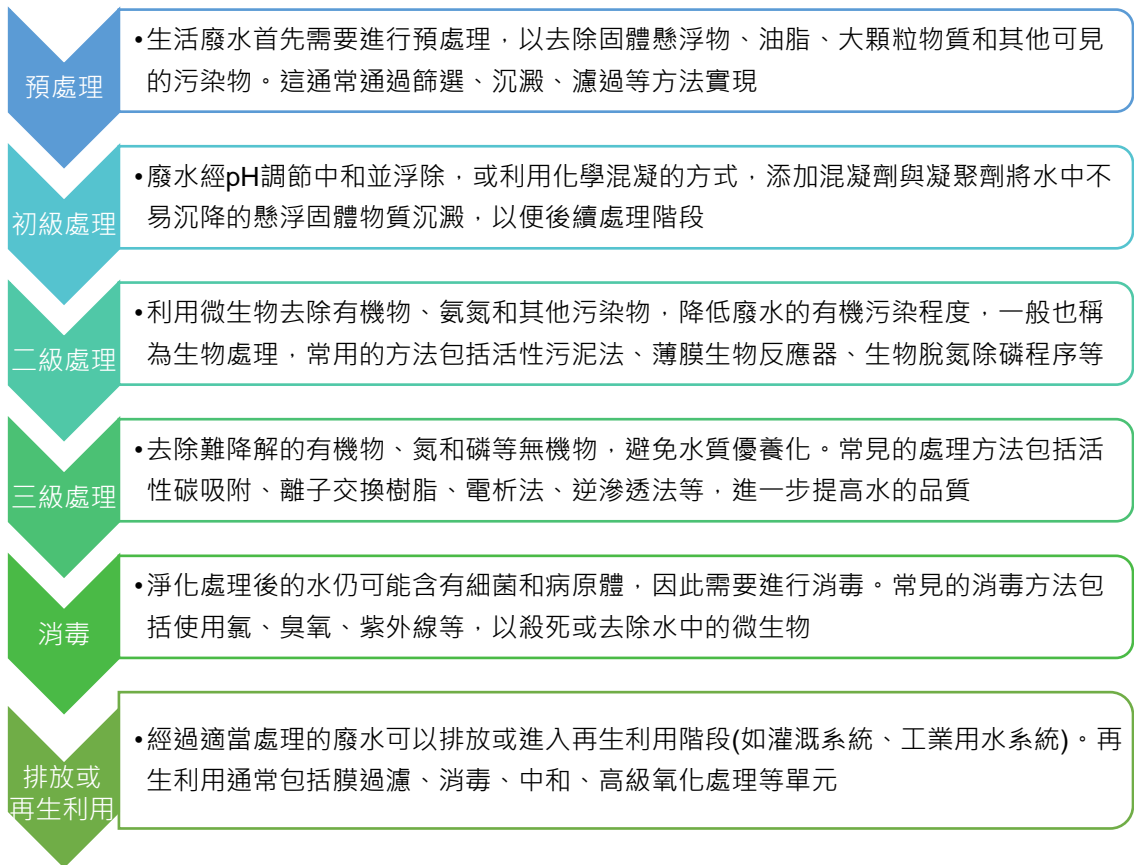 預處理
•生活廢水首先需要進行預處理，以去除固體懸浮物、油脂、大顆粒物質和其他可見
的污染物。這通常通過篩選、沉澱、濾過等方法實現
初級處理
•廢水經pH調節中和並浮除，或利用化學混凝的方式，添加混凝劑與凝聚劑將水中不
易沉降的懸浮固體物質沉澱，以便後續處理階段
二級處理
•利用微生物去除有機物、氨氮和其他污染物，降低廢水的有機污染程度，一般也稱
為生物處理，常用的方法包括活性污泥法、薄膜生物反應器、生物脫氮除磷程序等
三級處理
•去除難降解的有機物、氮和磷等無機物，避免水質優養化。常見的處理方法包括活
性碳吸附、離子交換樹脂、電析法、逆滲透法等，進一步提高水的品質
消毒
•淨化處理後的水仍可能含有細菌和病原體，因此需要進行消毒。常見的消毒方法包
括使用氯、臭氧、紫外線等，以殺死或去除水中的微生物
排放或
再生利用
•經過適當處理的廢水可以排放或進入再生利用階段(如灌溉系統、工業用水系統)。再
生利用通常包括膜過濾、消毒、中和、高級氧化處理等單元